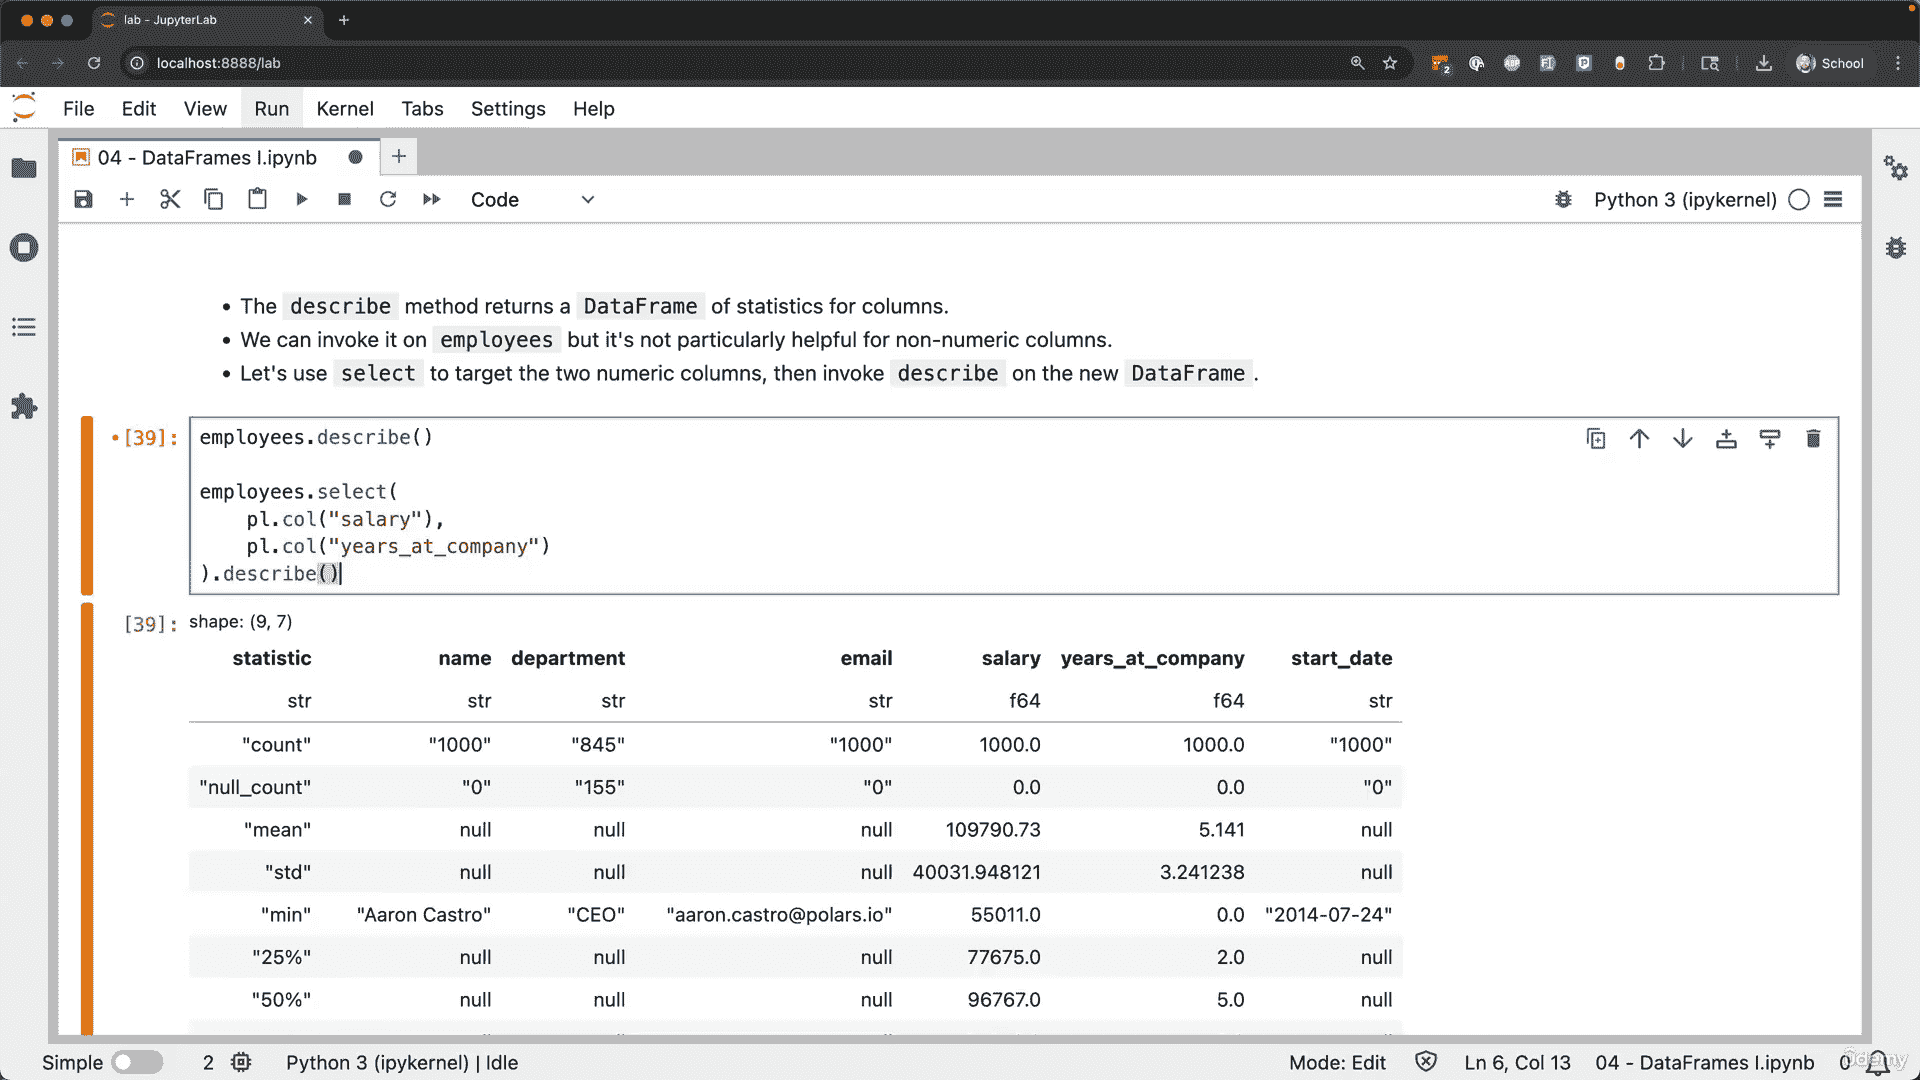 lab - JupyterLab
localhost:8888/lab
2
School
File Edit View Run Kernel Tabs Settings Help
04 - DataFrames I.ipynb
Code
Python 3 (ipykernel)
• The describe method returns a DataFrame of statistics for columns.
• We can invoke it on employees but it's not particularly helpful for non-numeric columns.
• Let's use select to target the two numeric columns, then invoke describe on the new DataFrame.
[39]: employees.describe()
employees.select(
    pl.col("salary"),
    pl.col("years_at_company")
).describe()
[39]: shape: (9, 7)
statistic name department email salary years_at_company start_date
str str str str f64 f64 str
"count" "1000" "845" "1000" 1000.0 1000.0 "1000"
"null_count" "0" "155" "0" 0.0 0.0 "0"
"mean" null null null 109790.73 5.141 null
"std" null null null 40031.948121 3.241238 null
"min" "Aaron Castro" "CEO" "aaron.castro@polars.io" 55011.0 0.0 "2014-07-24"
"25%" null null null 77675.0 2.0 null
"50%" null null null 96767.0 5.0 null
Simple 2 Python 3 (ipykernel) | Idle Mode: Edit Ln 6, Col 13 04 - DataFrames I.ipynb 0
udemy